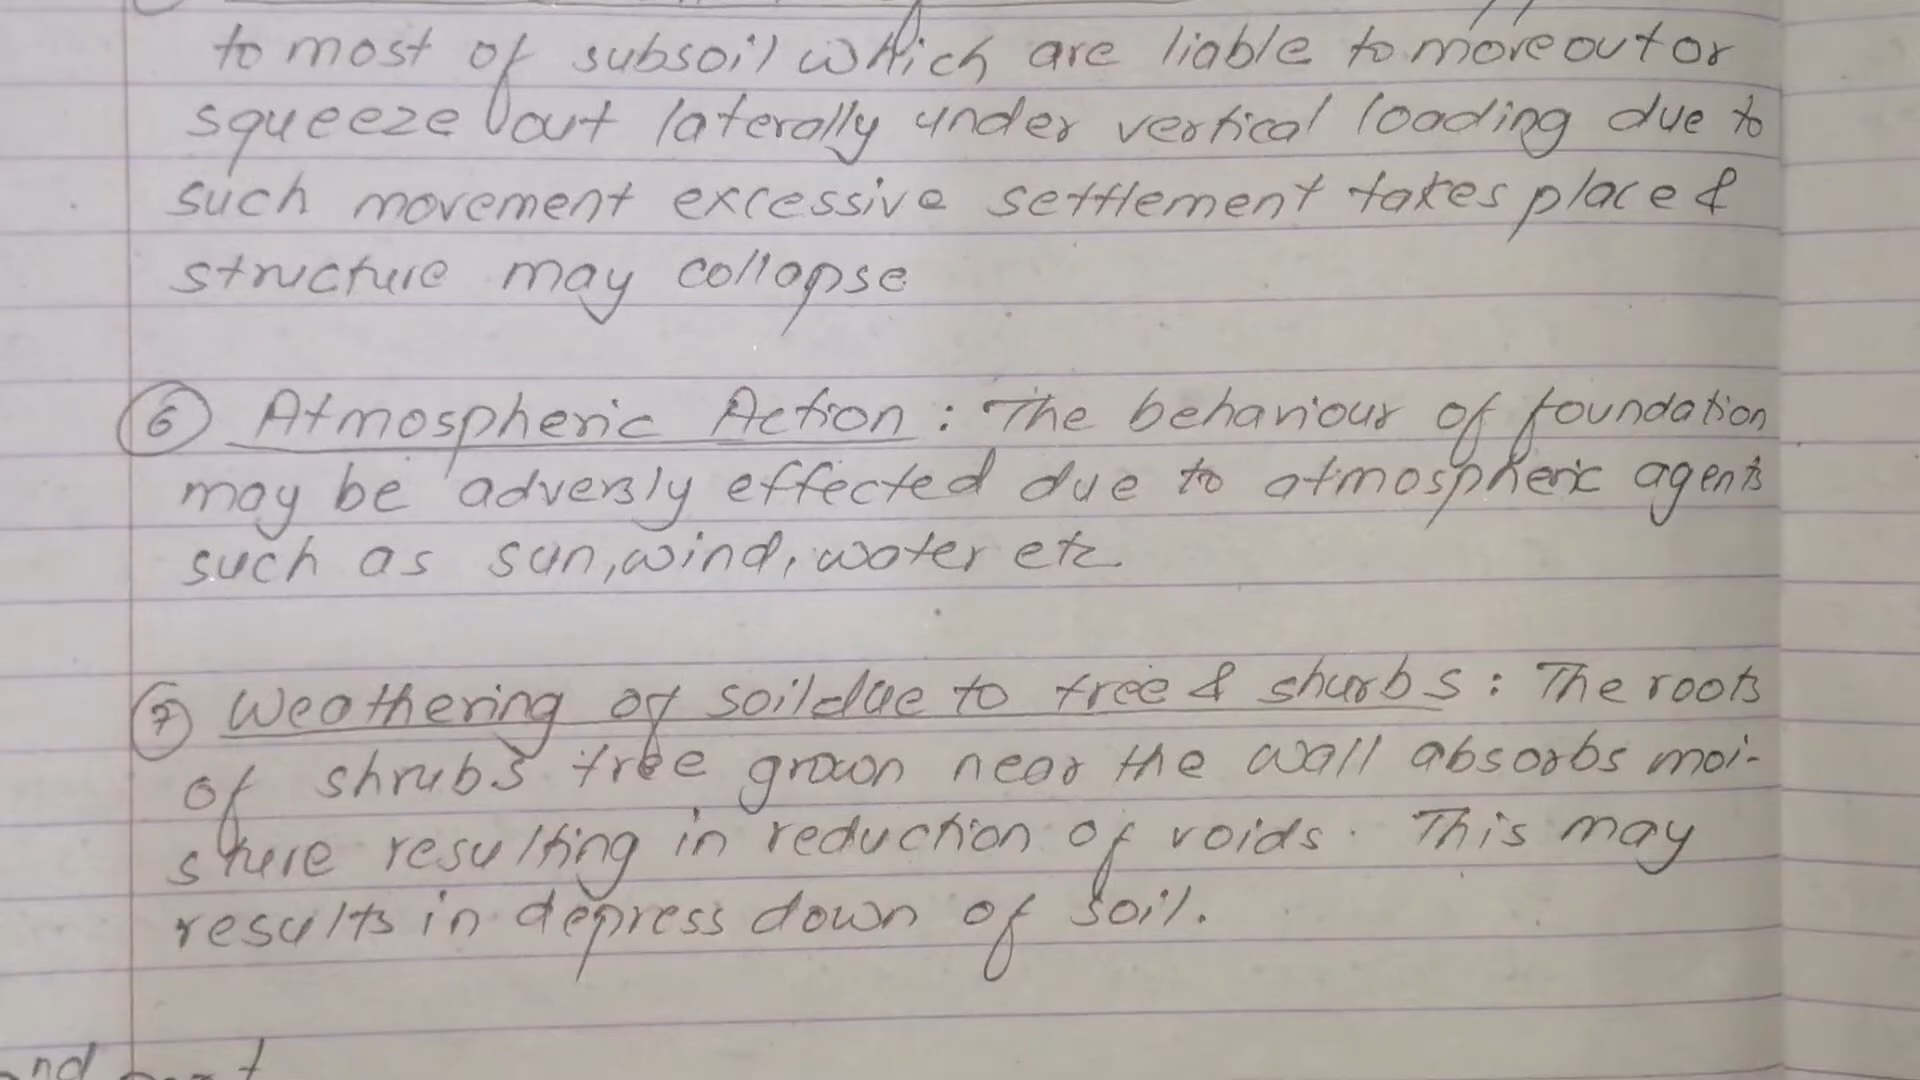 to most of subsoil which are liable to move out or
squeeze out laterally under vertical loading due to
such movement excessive settlement takes place &
structure may collopse
6 Atmospheric Action : The behaviour of foundation
may be adversly effected due to atmospheric agents
such as sun, wind, water etc.
7 Weathering of soil due to tree & shurbs : The roots
of shrubs tree grown near the wall absorbs moi-
sture resulting in reduction of voids. This may
results in depress down of soil.